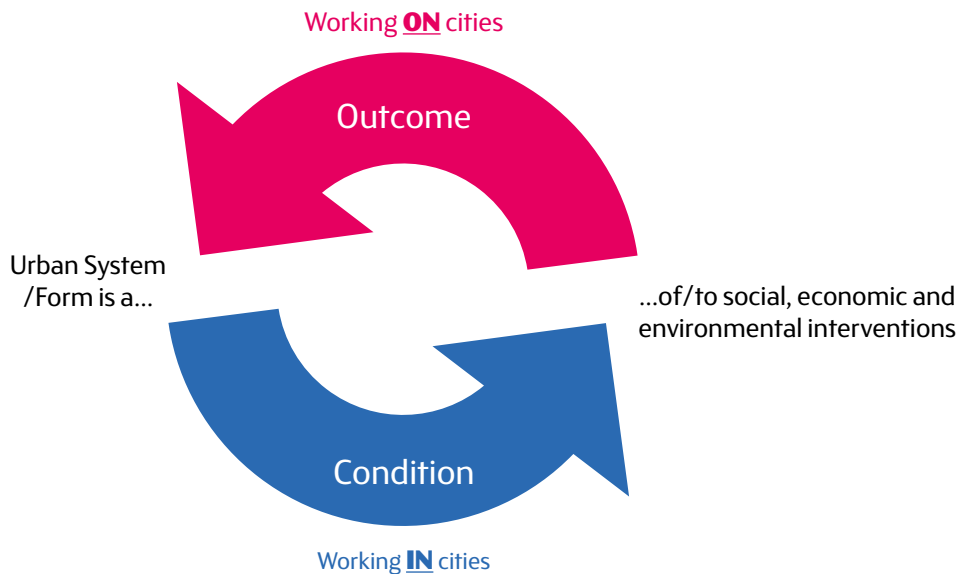 Working ON cities
Outcome
Urban System
/Form is a...
...of/to social, economic and
environmental interventions
Condition
Working IN cities